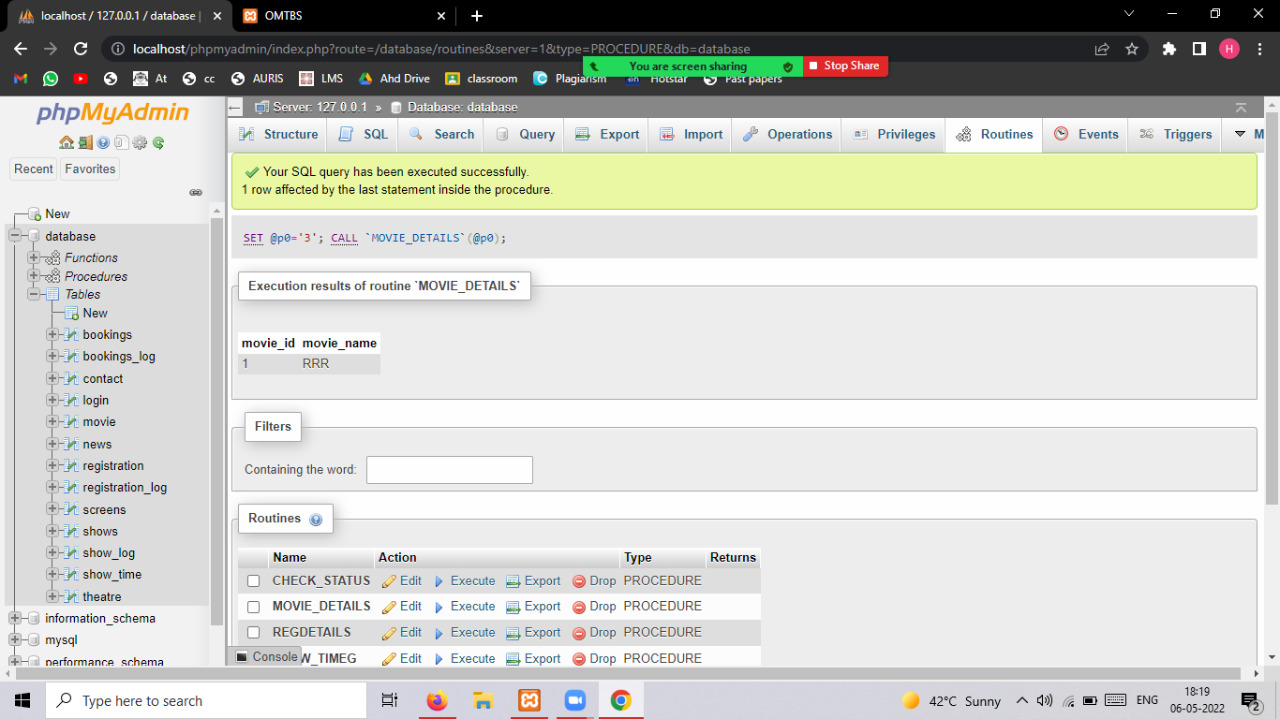 localhost / 127.0.0.1 / database |
OMTBS
localhost/phpmyadmin/index.php?route=/database/routines&server=1&type=PROCEDURE&db=database
H
You are screen sharing
Stop Share
At
cc
AURIS
LMS
Ahd Drive
classroom
Plagiarism
Hotstar
Past papers
phpMyAdmin
Server: 127.0.0.1 » Database: database
Structure
SQL
Search
Query
Export
Import
Operations
Privileges
Routines
Events
Triggers
M
Recent
Favorites
Your SQL query has been executed successfully.
1 row affected by the last statement inside the procedure.
SET @p0='3'; CALL `MOVIE_DETAILS`(@p0);
Execution results of routine `MOVIE_DETAILS`
movie_id movie_name
1 RRR
Filters
Containing the word:
Routines
Name Action Type Returns
CHECK_STATUS Edit Execute Export Drop PROCEDURE
MOVIE_DETAILS Edit Execute Export Drop PROCEDURE
REGDETAILS Edit Execute Export Drop PROCEDURE
W_TIMEG Edit Execute Export Drop PROCEDURE
Console
New
database
Functions
Procedures
Tables
New
bookings
bookings_log
contact
login
movie
news
registration
registration_log
screens
shows
show_log
show_time
theatre
information_schema
mysql
performance_schema
Type here to search
42°C Sunny
ENG
18:19
06-05-2022
2